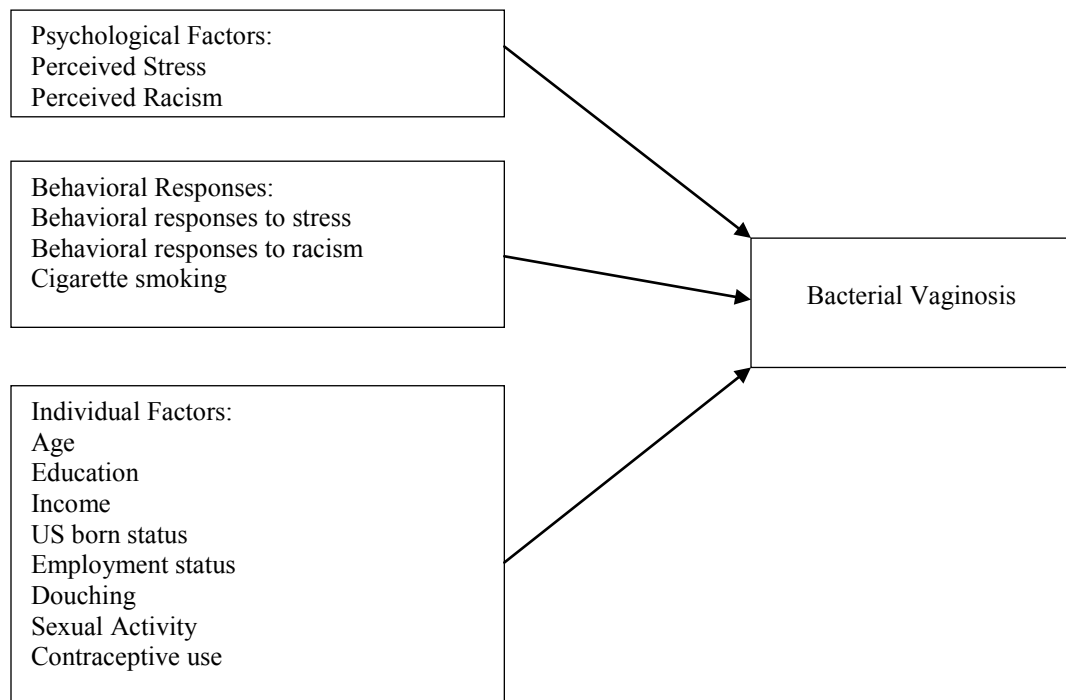 Psychological Factors:
Perceived Stress
Perceived Racism
Behavioral Responses:
Behavioral responses to stress
Behavioral responses to racism
Cigarette smoking
Bacterial Vaginosis
Individual Factors:
Age
Education
Income
US born status
Employment status
Douching
Sexual Activity
Contraceptive use